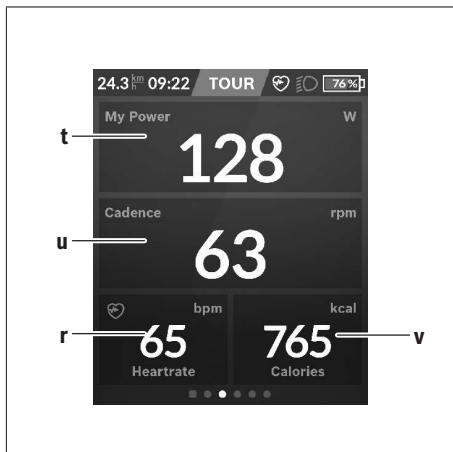 24.3 km/h 09:22 TOUR 76 %
My Power W
t
128
Cadence rpm
u
63
bpm kcal
r 65 765 v
Heartrate Calories